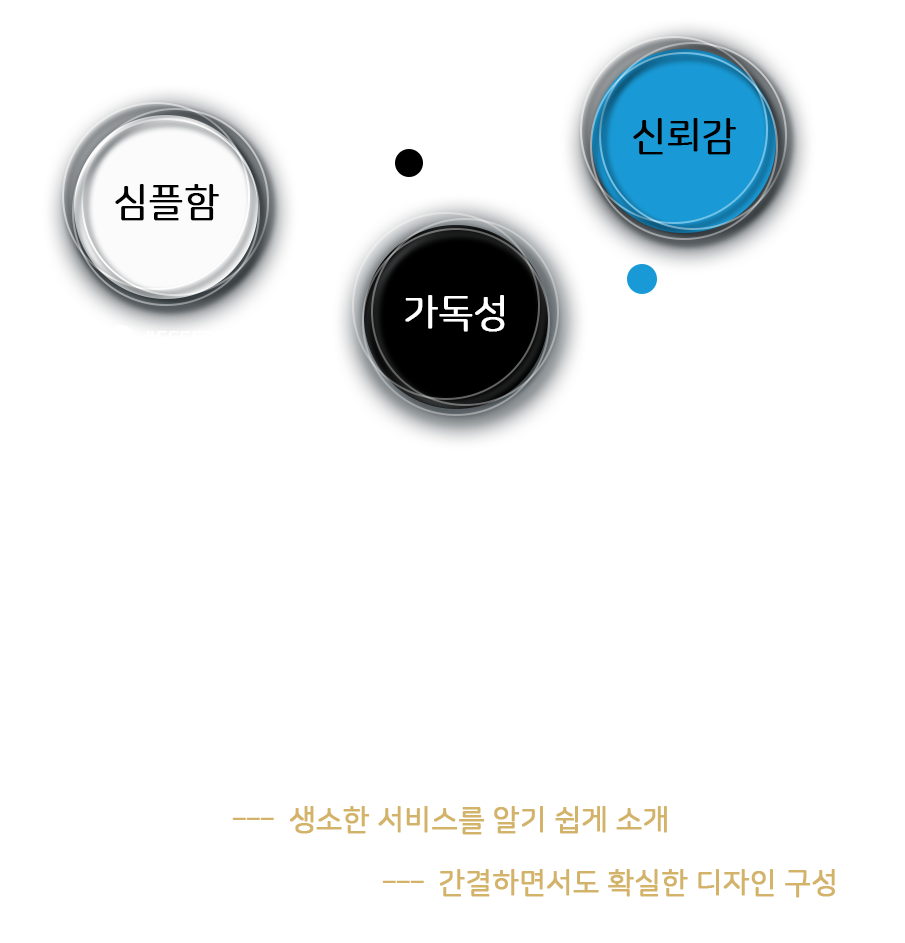 심플함
신뢰감
가독성
--- 생소한 서비스를 알기 쉽게 소개
--- 간결하면서도 확실한 디자인 구성